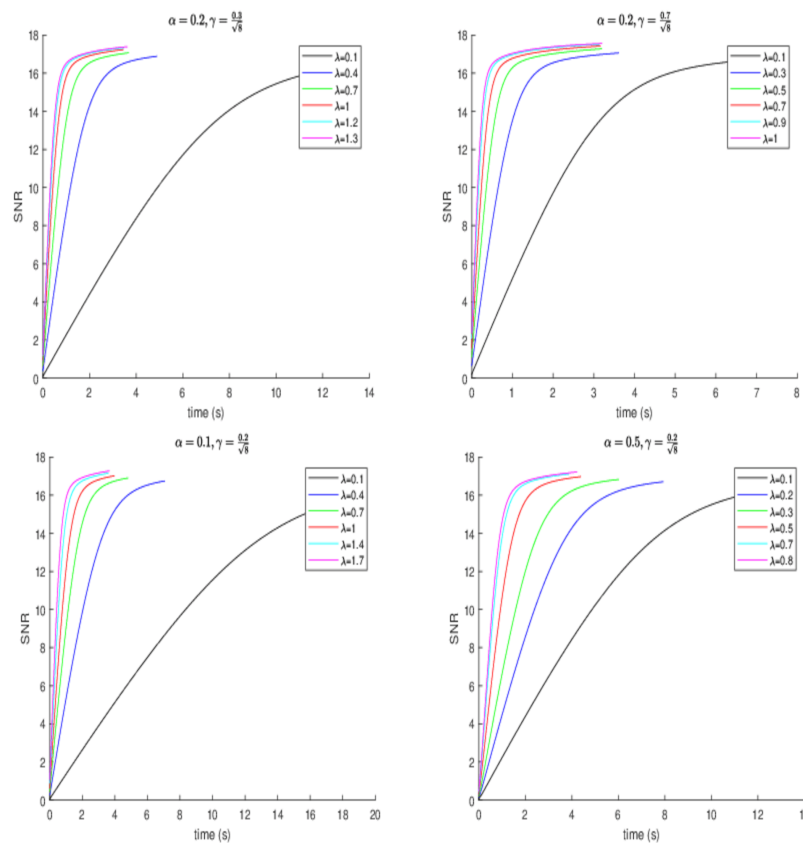 α = 0.2, γ = 0.3/√8
18
16
14
12
10
8
6
4
2
0
SNR
0 2 4 6 8 10 12 14
time (s)
λ=0.1
λ=0.4
λ=0.7
λ=1
λ=1.2
λ=1.3
α = 0.2, γ = 0.7/√8
18
16
14
12
10
8
6
4
2
0
SNR
0 1 2 3 4 5 6 7 8
time (s)
λ=0.1
λ=0.3
λ=0.5
λ=0.7
λ=0.9
λ=1
α = 0.1, γ = 0.2/√8
18
16
14
12
10
8
6
4
2
0
SNR
0 2 4 6 8 10 12 14 16 18 20
time (s)
λ=0.1
λ=0.4
λ=0.7
λ=1
λ=1.4
λ=1.7
α = 0.5, γ = 0.2/√8
18
16
14
12
10
8
6
4
2
0
SNR
0 2 4 6 8 10 12
time (s)
λ=0.1
λ=0.2
λ=0.3
λ=0.5
λ=0.7
λ=0.8